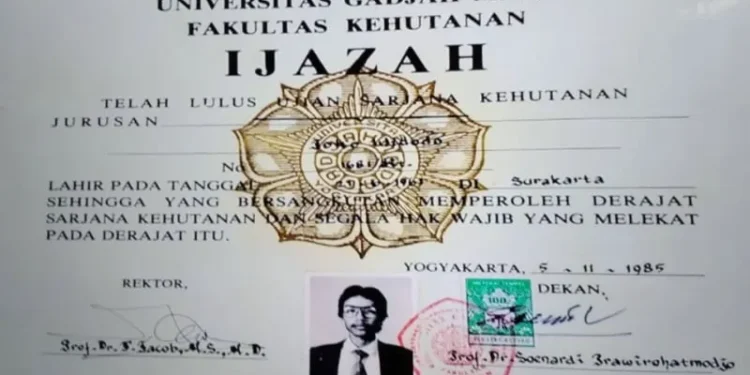 UNIVERSITAS GADJAH
FAKULTAS KEHUTANAN
IJAZAH
TELAH LULUS UJIAN SARJANA KEHUTANAN
JURUSAN
Joko Widodo
No
LAHIR PADA TANGGAL DI Surakarta
SEHINGGA YANG BERSANGKUTAN MEMPEROLEH DERAJAT
SARJANA KEHUTANAN DAN SEGALA HAK WAJIB YANG MELEKAT
PADA DERAJAT ITU.
YOGYAKARTA, 5 - 11 - 1985
REKTOR,
DEKAN,
Prof. Dr. T. Jacob, M.S., M.D.
Prof. Dr. Soenardi Prawirohatmodjo